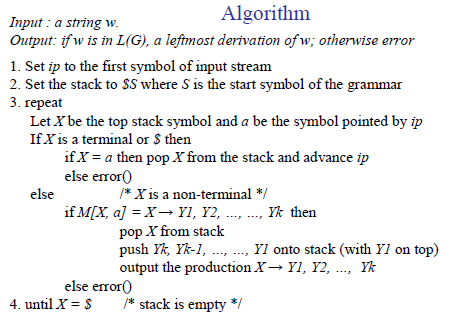 Algorithm
Input : a string w.
Output: if w is in L(G), a leftmost derivation of w; otherwise error
1. Set ip to the first symbol of input stream
2. Set the stack to $S where S is the start symbol of the grammar
3. repeat
Let X be the top stack symbol and a be the symbol pointed by ip
If X is a terminal or $ then
if X = a then pop X from the stack and advance ip
else error()
else /* X is a non-terminal */
if M[X, a] = X→ Y1, Y2, ..., ..., Yk then
pop X from stack
push Yk, Yk-1, ..., ..., Y1 onto stack (with Y1 on top)
output the production X→ Y1, Y2, ..., Yk
else error()
4. until X = $ /* stack is empty */